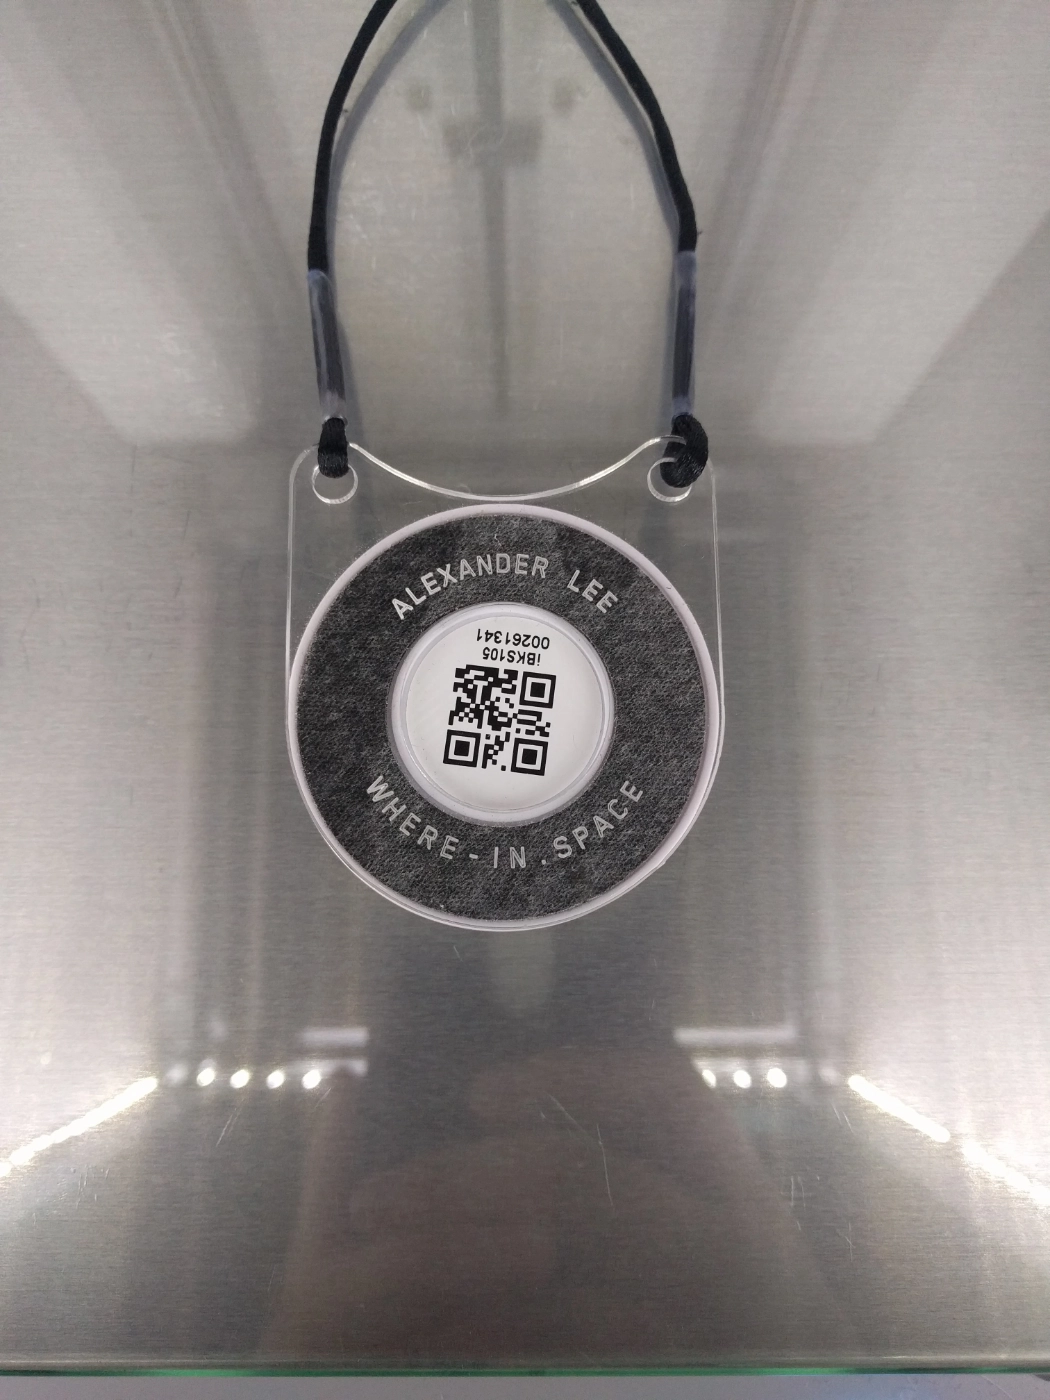 ALEXANDER LEE
iBKS105
00261341
WHERE-IN.SPACE